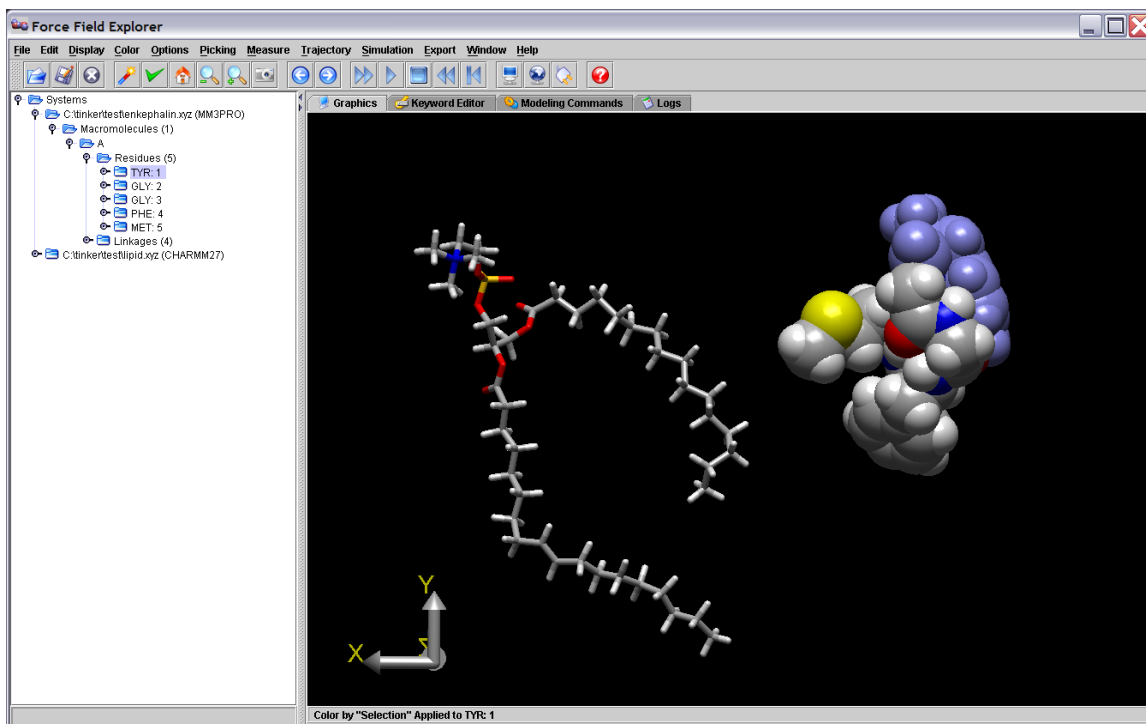 Force Field Explorer
File Edit Display Color Options Picking Measure Trajectory Simulation Export Window Help
Systems
C:\tinker\test\enkephalin.xyz (MM3PRO)
Macromolecules (1)
A
Residues (5)
TYR: 1
GLY: 2
GLY: 3
PHE: 4
MET: 5
Linkages (4)
C:\tinker\test\lipid.xyz (CHARMM27)
Graphics Keyword Editor Modeling Commands Logs
Y
X Z
Color by "Selection" Applied to TYR: 1